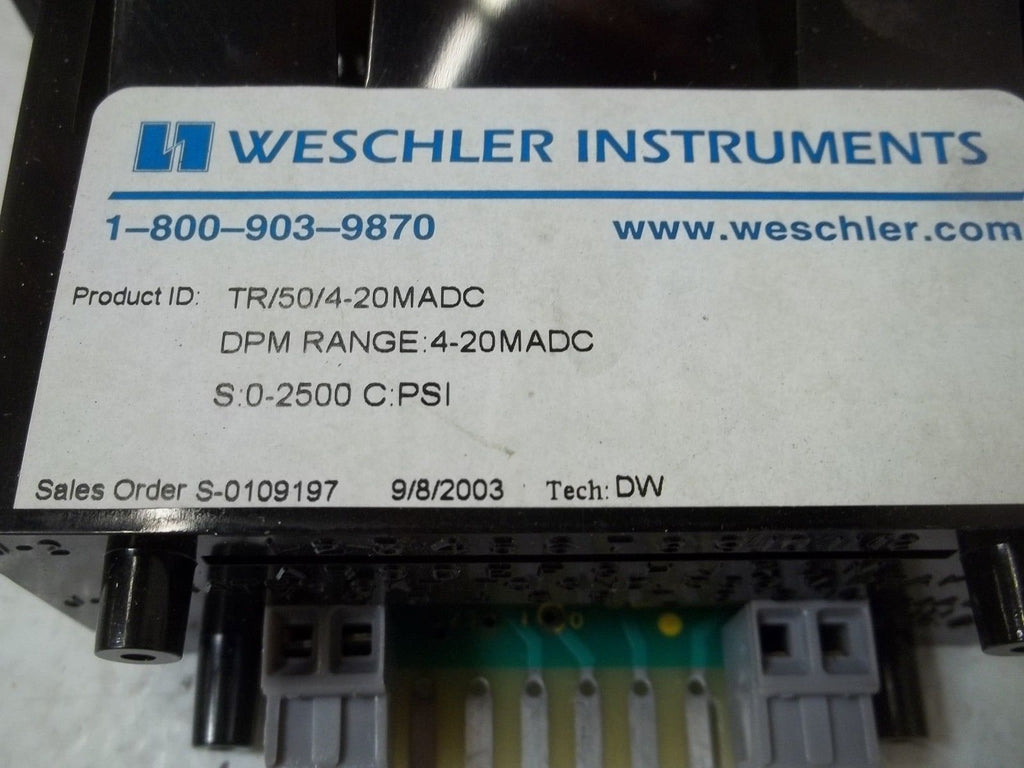 WESCHLER INSTRUMENTS
1-800-903-9870 www.weschler.com
Product ID: TR/50/4-20MADC
DPM RANGE:4-20MADC
S:0-2500 C:PSI
Sales Order S-0109197 9/8/2003 Tech: DW